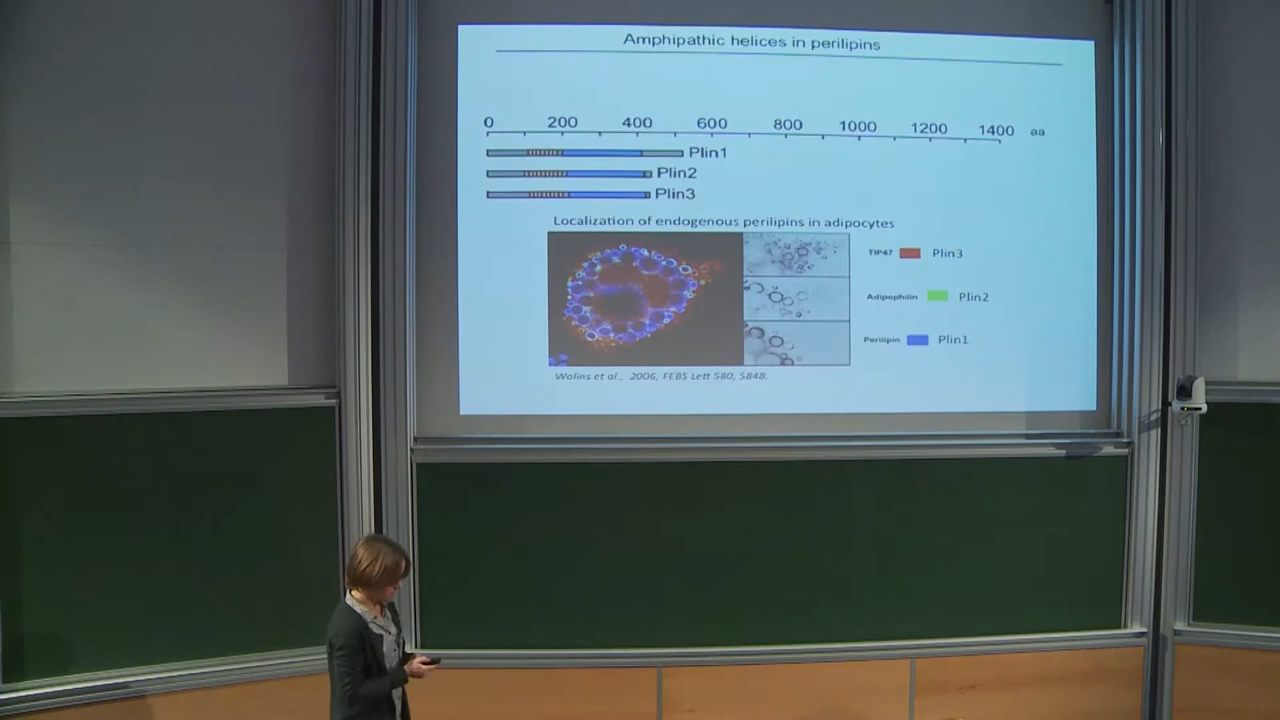 Amphipathic helices in perilipins
0 200 400 600 800 1000 1200 1400 aa
Plin1
Plin2
Plin3
Localization of endogenous perilipins in adipocytes
TIP47 Plin3
Adipophilin Plin2
Perilipin Plin1
Wolins et al., 2006, FEBS Lett 580, 5848.